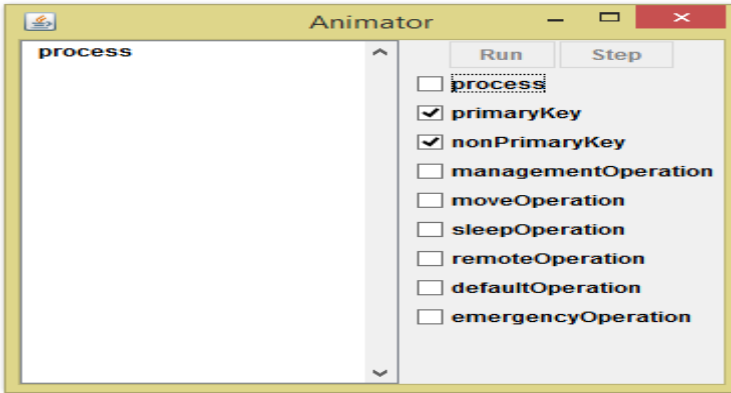 Animator
process
Run Step
process
primaryKey
nonPrimaryKey
managementOperation
moveOperation
sleepOperation
remoteOperation
defaultOperation
emergencyOperation